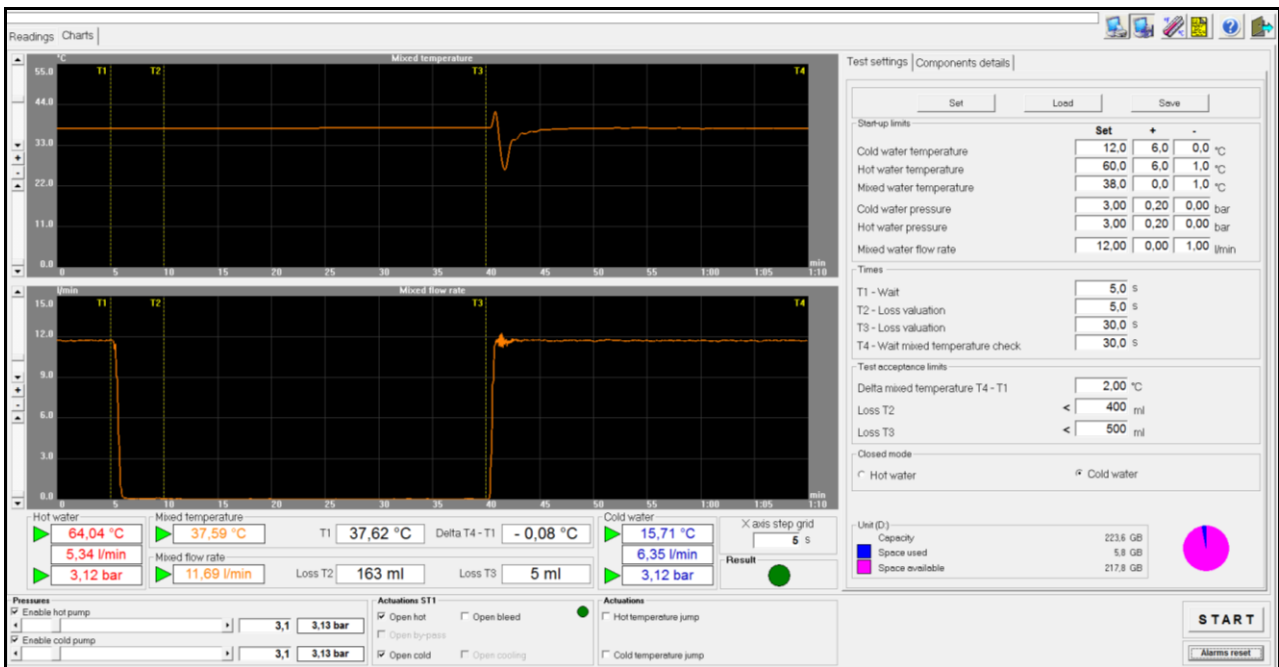 Readings Charts
°C Mixed temperature
55.0 T1 T2 T3 T4
44.0
33.0
22.0
11.0
0.0 min
0 5 10 15 20 25 30 35 40 45 50 55 1:00 1:05 1:10
l/min Mixed flow rate
15.0 T1 T2 T3 T4
12.0
9.0
6.0
3.0
0.0 min
0 5 10 15 20 25 30 35 40 45 50 55 1:00 1:05 1:10
Hot water
64,04 °C
5,34 l/min
3,12 bar
Mixed temperature
37,59 °C
T1 37,62 °C Delta T4 - T1 - 0,08 °C
Mixed flow rate
11,69 l/min
Loss T2 163 ml Loss T3 5 ml
Cold water
15,71 °C
6,35 l/min
3,12 bar
X axis step grid
5 s
Result
Pressures
Enable hot pump
3,1 3,13 bar
Enable cold pump
3,1 3,13 bar
Actuations ST1
Open hot Open bleed
Open by-pass
Open cold Open cooling
Actuations
Hot temperature jump
Cold temperature jump
Test settings Components details
Set Load Save
Start-up limits
Set + -
Cold water temperature 12,0 6,0 0,0 °C
Hot water temperature 60,0 6,0 1,0 °C
Mixed water temperature 38,0 0,0 1,0 °C
Cold water pressure 3,00 0,20 0,00 bar
Hot water pressure 3,00 0,20 0,00 bar
Mixed water flow rate 12,00 0,00 1,00 l/min
Times
T1 - Wait 5,0 s
T2 - Loss valuation 5,0 s
T3 - Loss valuation 30,0 s
T4 - Wait mixed temperature check 30,0 s
Test acceptance limits
Delta mixed temperature T4 - T1 2,00 °C
Loss T2 < 400 ml
Loss T3 < 500 ml
Closed mode
Hot water Cold water
Unit (D:)
Capacity 223,6 GB
Space used 5,8 GB
Space available 217,8 GB
START
Alarms reset